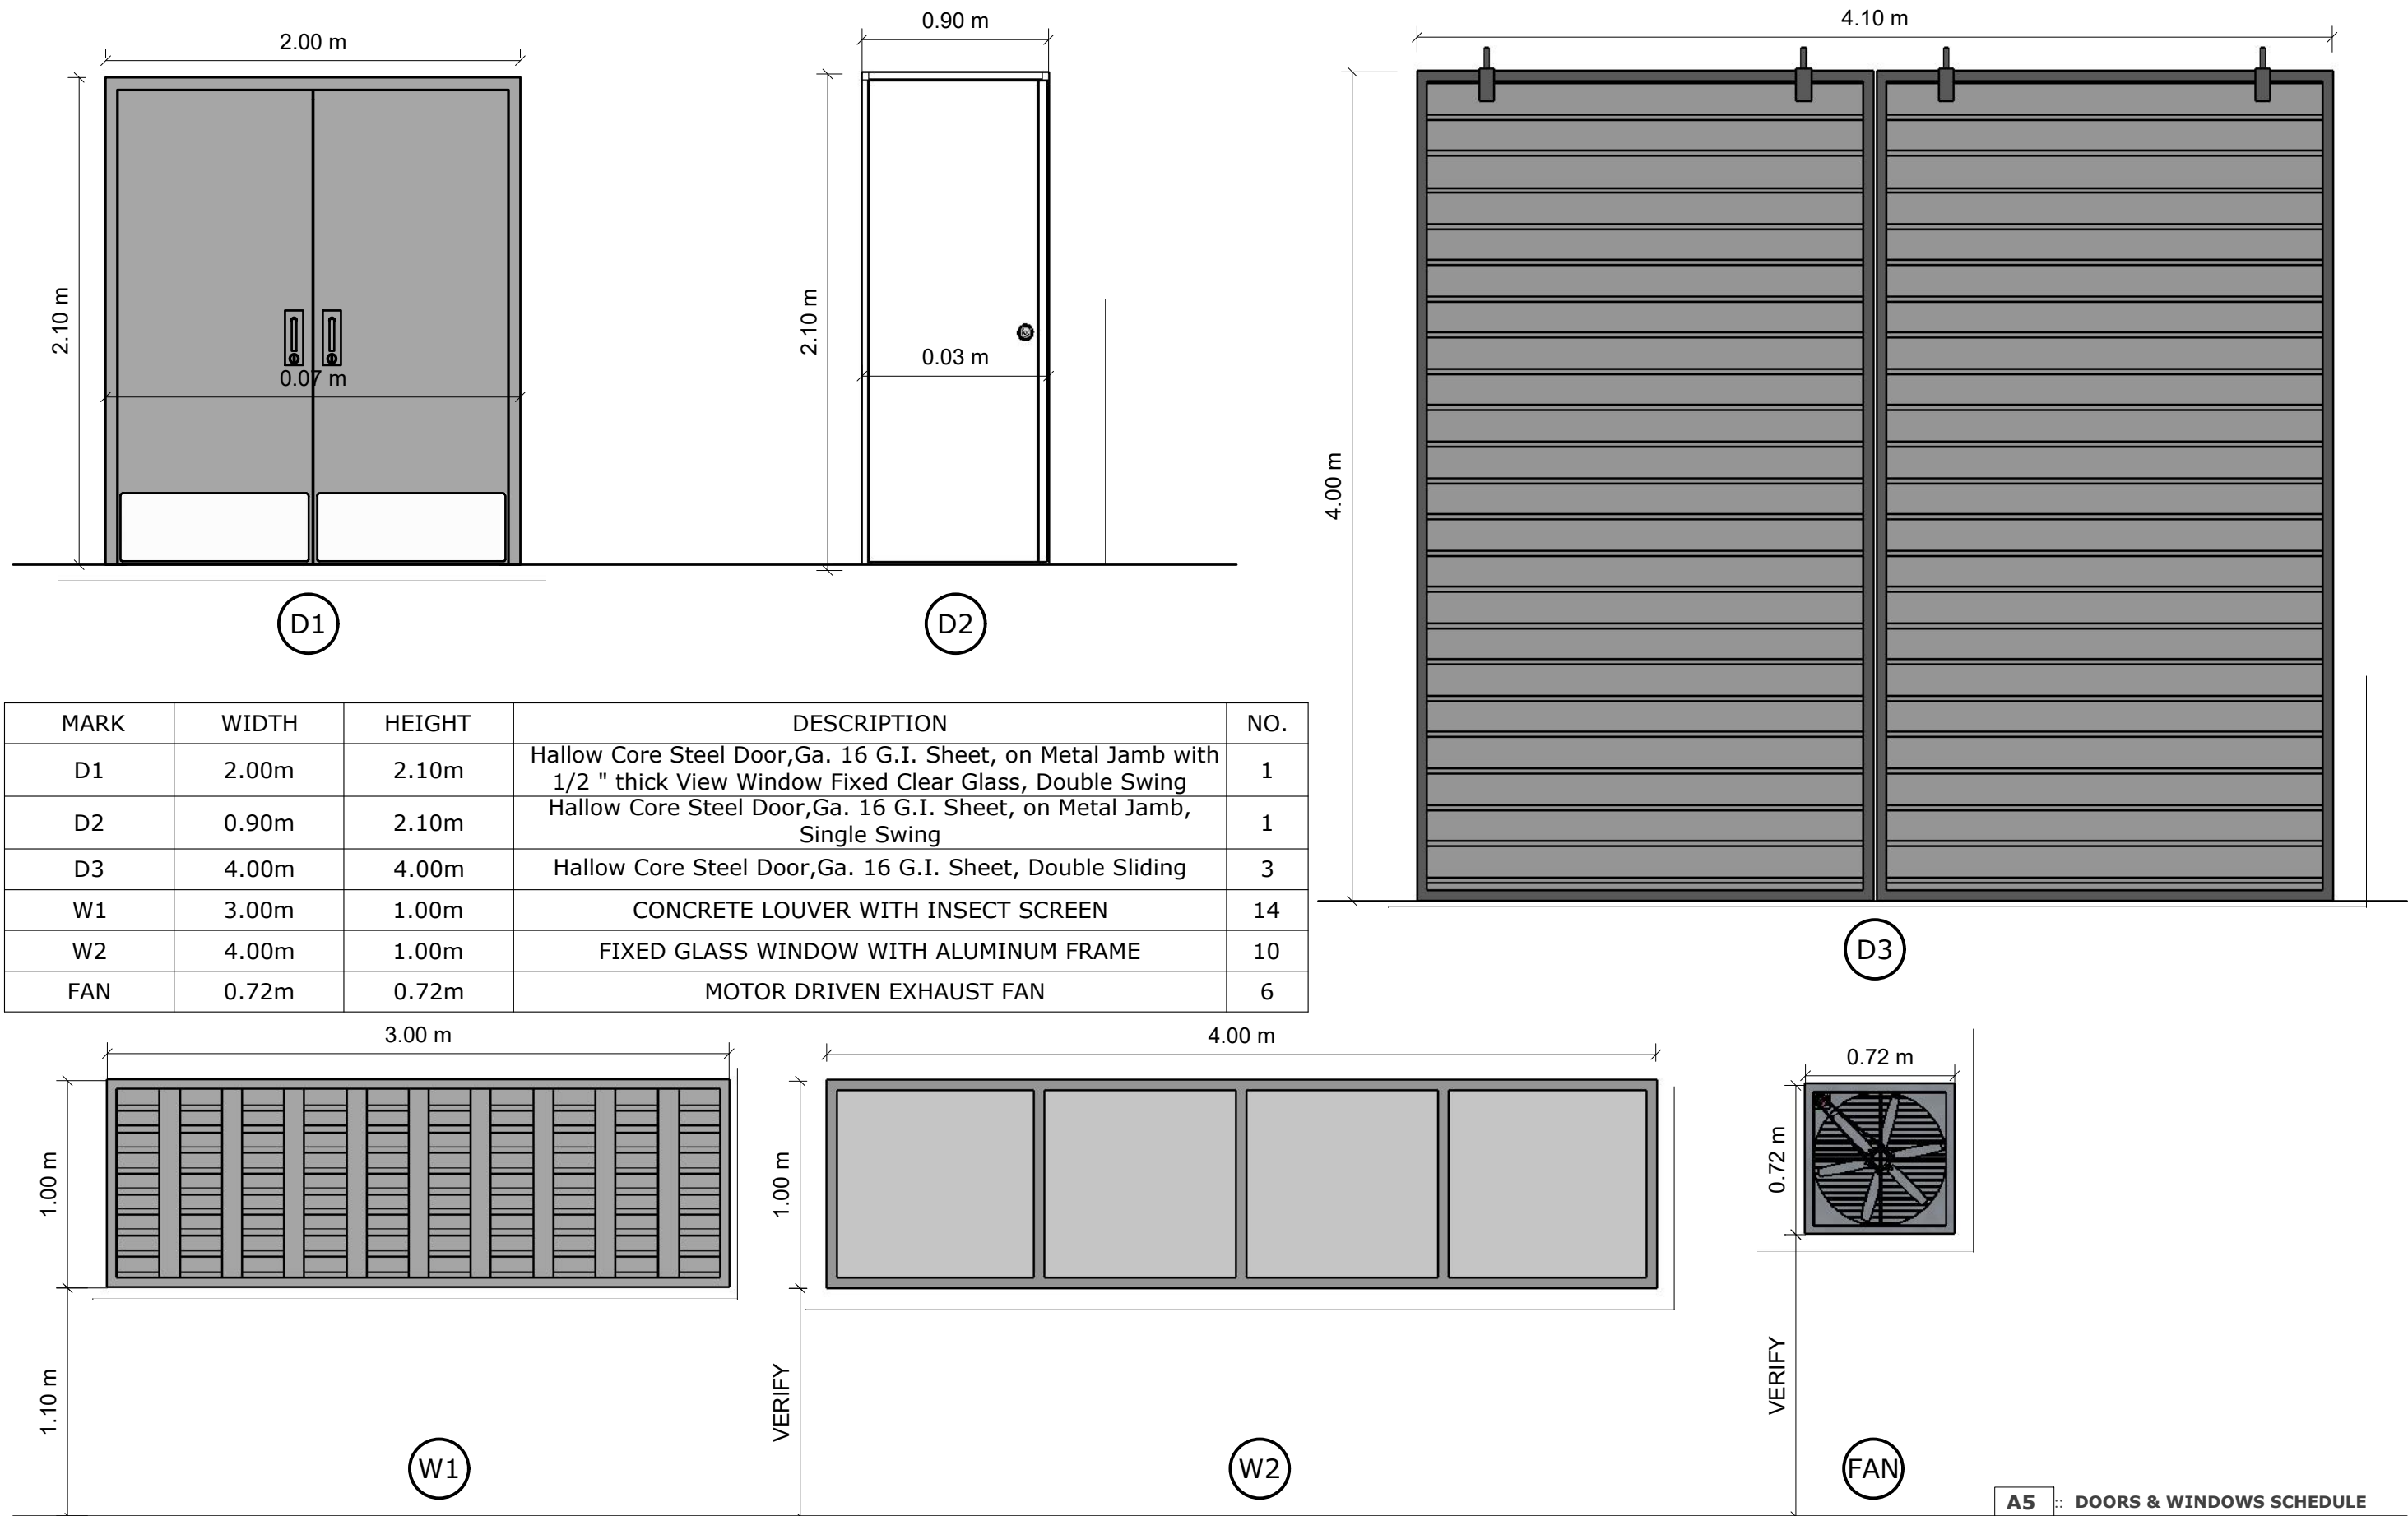 2.00 m
2.10 m
0.07 m
D1
0.90 m
2.10 m
0.03 m
D2
4.10 m
4.00 m
D3
MARK WIDTH HEIGHT DESCRIPTION NO.
D1 2.00m 2.10m Hallow Core Steel Door,Ga. 16 G.I. Sheet, on Metal Jamb with
1/2 " thick View Window Fixed Clear Glass, Double Swing 1
D2 0.90m 2.10m Hallow Core Steel Door,Ga. 16 G.I. Sheet, on Metal Jamb,
Single Swing 1
D3 4.00m 4.00m Hallow Core Steel Door,Ga. 16 G.I. Sheet, Double Sliding 3
W1 3.00m 1.00m CONCRETE LOUVER WITH INSECT SCREEN 14
W2 4.00m 1.00m FIXED GLASS WINDOW WITH ALUMINUM FRAME 10
FAN 0.72m 0.72m MOTOR DRIVEN EXHAUST FAN 6
3.00 m
1.00 m
1.10 m
W1
4.00 m
1.00 m
VERIFY
W2
0.72 m
0.72 m
VERIFY
FAN
A5 :: DOORS & WINDOWS SCHEDULE